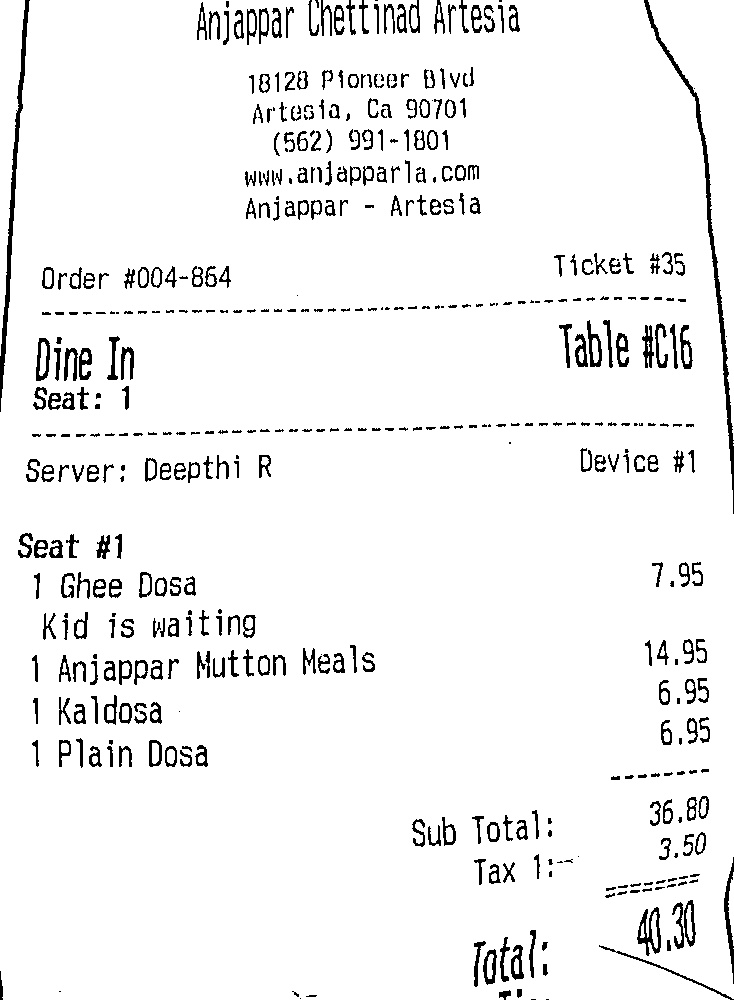 Anjappar Chettinad Artesia
18128 Pioneer Blvd
Artesia, Ca 90701
(562) 991-1801
www.anjapparla.com
Anjappar - Artesia
Order #004-864 Ticket #35
Dine In Table #C16
Seat: 1
Server: Deepthi R Device #1
Seat #1
1 Ghee Dosa 7.95
Kid is waiting
1 Anjappar Mutton Meals 14.95
1 Kaldosa 6.95
1 Plain Dosa 6.95
Sub Total: 36.80
Tax 1: 3.50
Total: 40.30